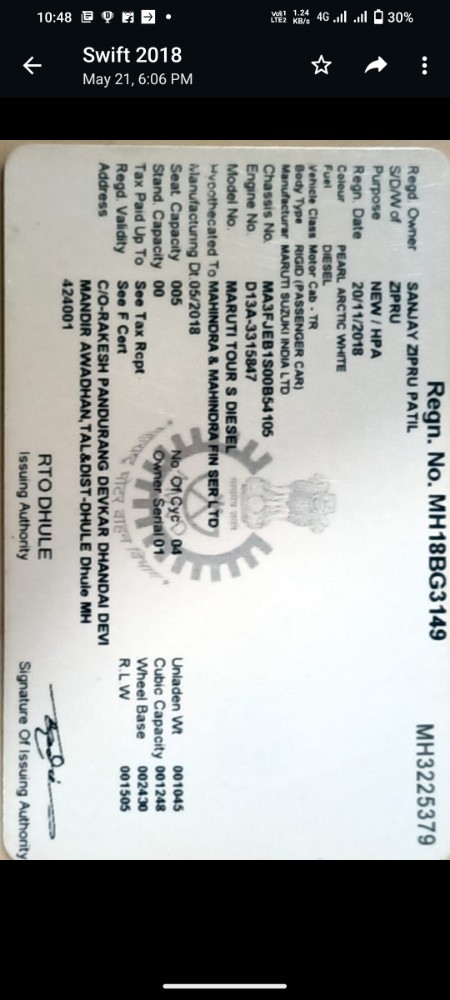 10:48
Vo1) LTE2 1.24 KB/s 4G 30%
Swift 2018
May 21, 6:06 PM
Regn. No. MH18BG3149 MH3225379
Regd. Owner SANJAY ZIPRU PATIL
S/D/W of ZIPRU
Purpose NEW / HPA
Regn. Date 20/11/2018
Colour PEARL ARCTIC WHITE
Fuel DIESEL
Vehicle Class Motor Cab - TR
Body Type RIGID (PASSENGER CAR)
Manufacturer MARUTI SUZUKI INDIA LTD
Chassis No. MA3FJEB1S00B54105
Engine No. D13A-3315847
Model No. MARUTI TOUR S DIESEL
Hypothecated To MAHINDRA & MAHINDRA FIN SER LTD
Manufacturing Dt.05/2018
Seat. Capacity 005 No. Of Cyc 04 Unladen Wt 001045
Stand. Capacity 00 Owner Serial 01 Cubic Capacity 001248
Tax Paid Up To See Tax Rcpt Wheel Base 002430
Regd. Validity See F Cert R.L.W 001505
Address C/O-RAKESH PANDURANG DEVKAR DHANDAI DEVI
MANDIR AWADHAN,TAL&DIST-DHULE Dhule MH
424001
RTO DHULE
Issuing Authority Signature Of Issuing Authority